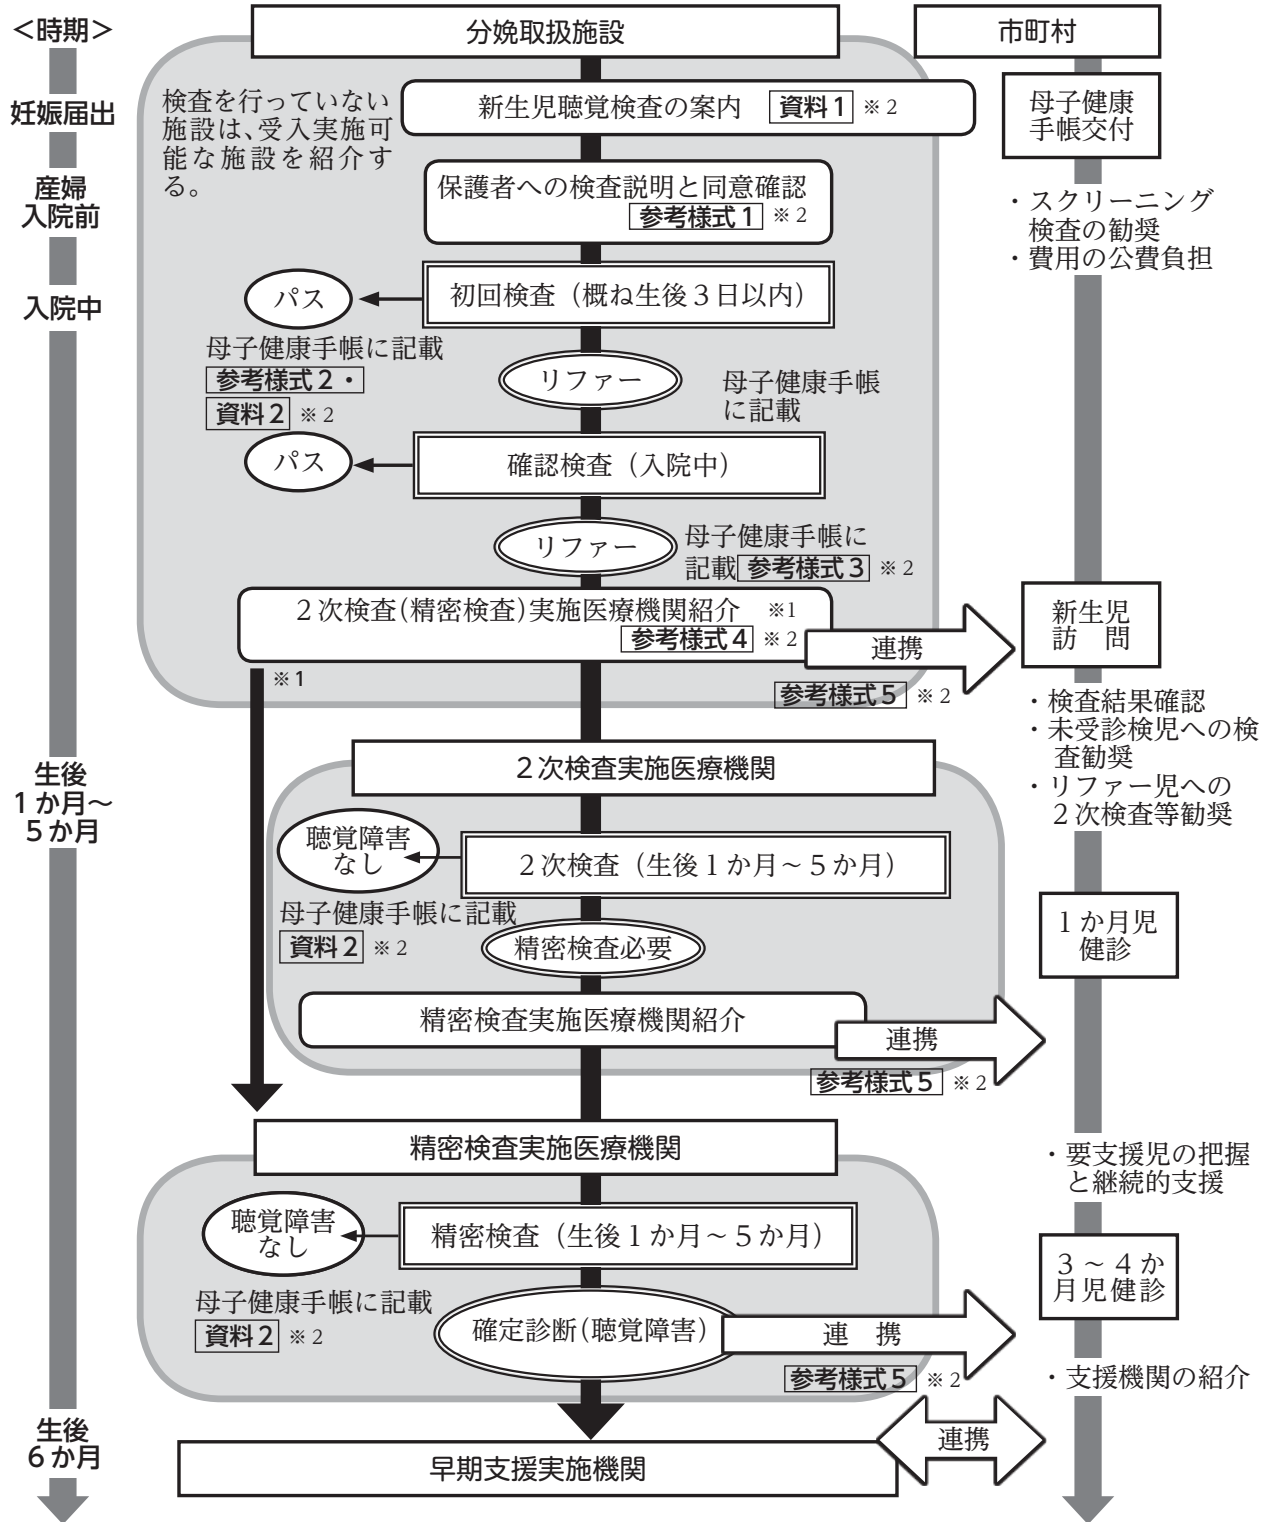 ＜時期＞
分娩取扱施設
市町村
妊娠届出
検査を行っていない
施設は、受入実施可
能な施設を紹介す
る。
新生児聴覚検査の案内 資料1 ※2
母子健康
手帳交付
産婦
入院前
保護者への検査説明と同意確認
参考様式1 ※2
・スクリーニング
検査の勧奨
・費用の公費負担
入院中
パス
初回検査（概ね生後３日以内）
母子健康手帳に記載
参考様式2・
資料2 ※2
リファー
母子健康手帳
に記載
パス
確認検査（入院中）
リファー
母子健康手帳に
記載 参考様式3 ※2
２次検査（精密検査）実施医療機関紹介 ※1
参考様式4 ※2
連携
新生児
訪　問
※1
参考様式5 ※2
・検査結果確認
・未受診検児への検
査勧奨
・リファー児への
２次検査等勧奨
生後
1か月～
5か月
２次検査実施医療機関
聴覚障害
なし
２次検査（生後１か月～５か月）
母子健康手帳に記載
資料2 ※2
精密検査必要
１か月児
健診
精密検査実施医療機関紹介
連携
参考様式5 ※2
精密検査実施医療機関
・要支援児の把握
と継続的支援
聴覚障害
なし
精密検査（生後１か月～５か月）
３～４か
月児健診
母子健康手帳に記載
資料2 ※2
確定診断（聴覚障害）
連　携
参考様式5 ※2
・支援機関の紹介
生後
6か月
早期支援実施機関
連携